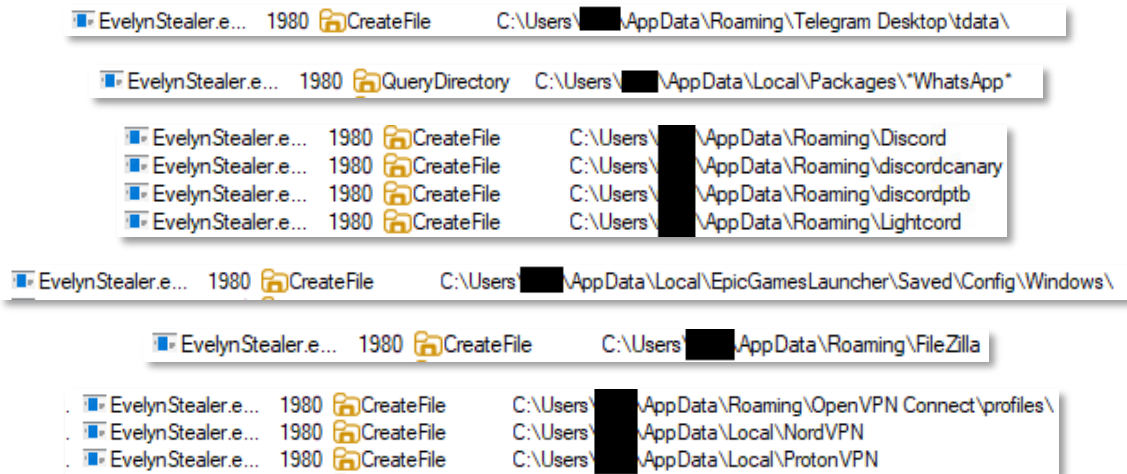 EvelynStealer.e... 1980 CreateFile C:\Users\ \AppData\Roaming\Telegram Desktop\tdata\
EvelynStealer.e... 1980 QueryDirectory C:\Users\ \AppData\Local\Packages\*WhatsApp*
EvelynStealer.e... 1980 CreateFile C:\Users\ \AppData\Roaming\Discord
EvelynStealer.e... 1980 CreateFile C:\Users\ \AppData\Roaming\discordcanary
EvelynStealer.e... 1980 CreateFile C:\Users\ \AppData\Roaming\discordptb
EvelynStealer.e... 1980 CreateFile C:\Users\ \AppData\Roaming\Lightcord
EvelynStealer.e... 1980 CreateFile C:\Users\ \AppData\Local\EpicGamesLauncher\Saved\Config\Windows\
EvelynStealer.e... 1980 CreateFile C:\Users\ \AppData\Roaming\FileZilla
EvelynStealer.e... 1980 CreateFile C:\Users\ \AppData\Roaming\OpenVPN Connect\profiles\
EvelynStealer.e... 1980 CreateFile C:\Users\ \AppData\Local\NordVPN
EvelynStealer.e... 1980 CreateFile C:\Users\ \AppData\Local\ProtonVPN